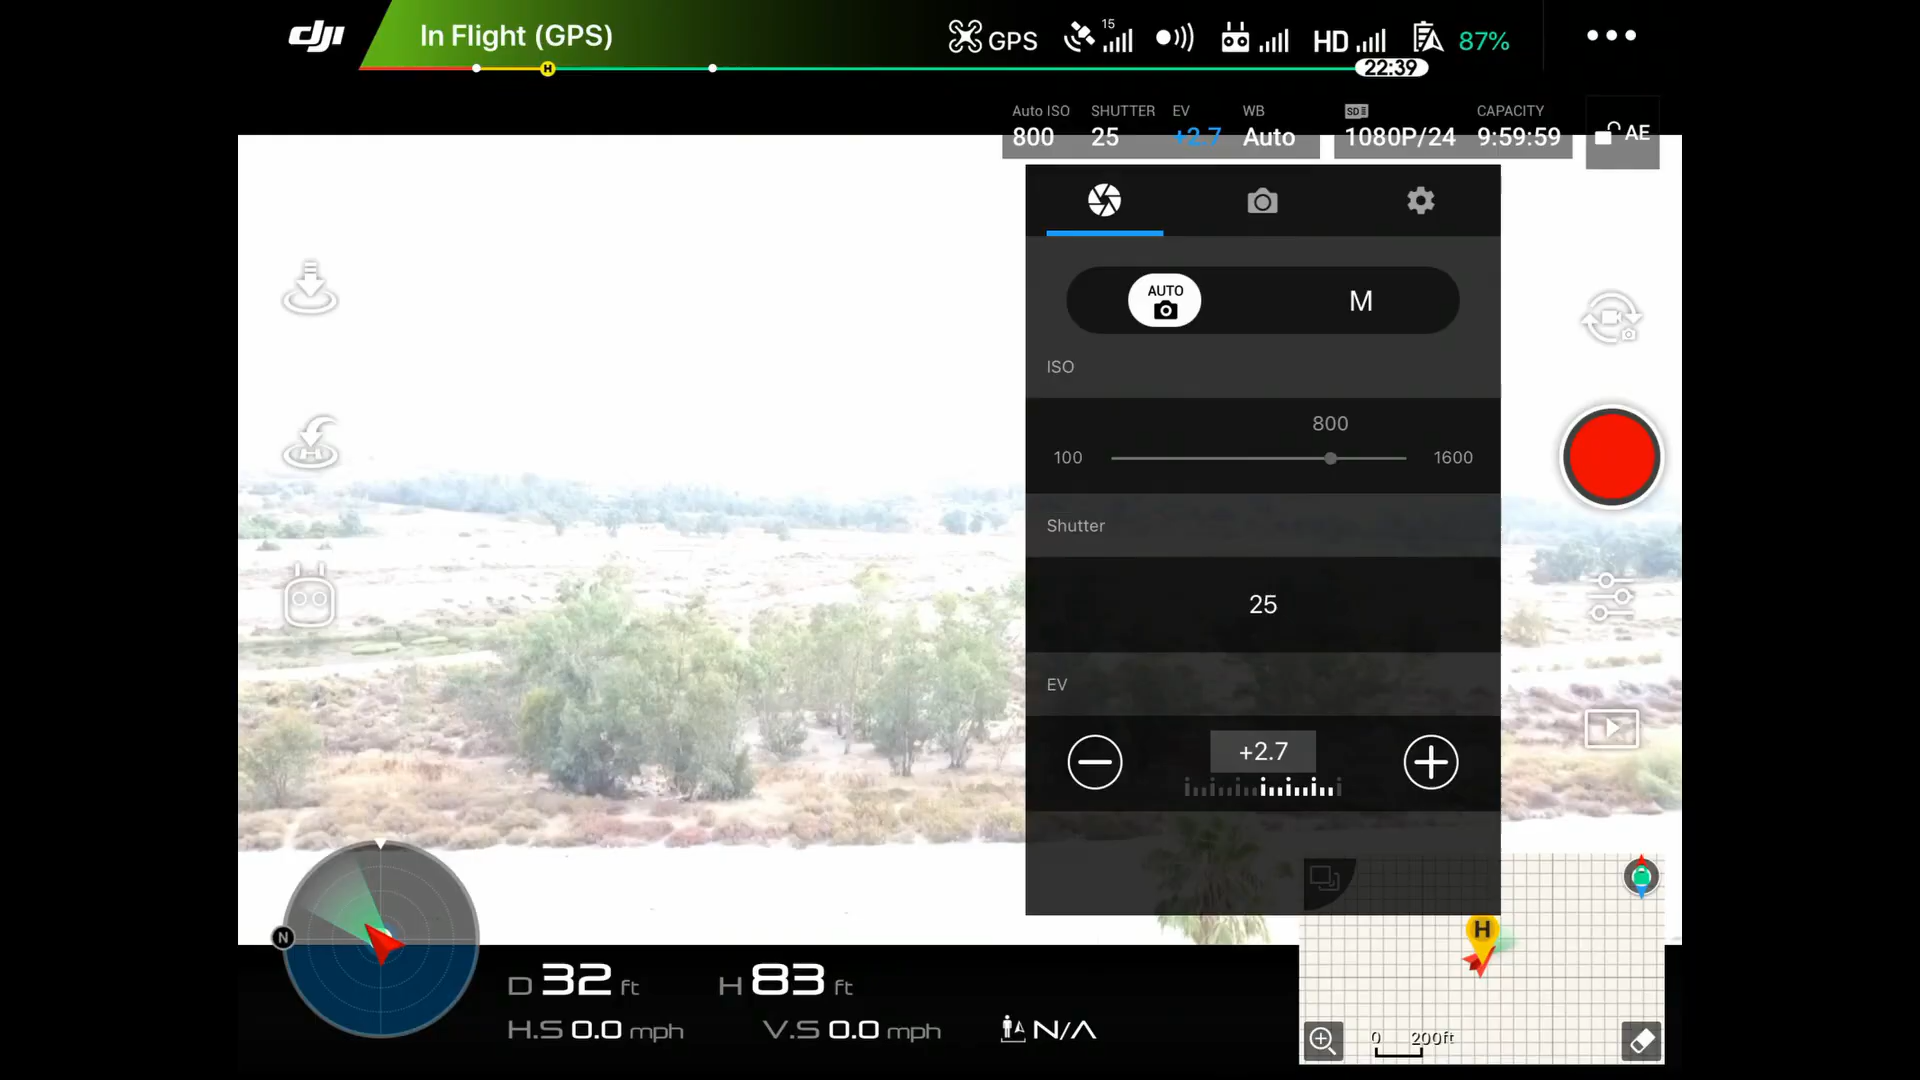 dji In Flight (GPS) GPS 15 HD 87%
H 22:39
Auto ISO SHUTTER EV WB SD CAPACITY
800 25 +2.7 Auto 1080P/24 9:59:59 AE
AUTO M
ISO
800
100 1600
Shutter
25
EV
+2.7
N
H
D 32 ft H 83 ft
H.S 0.0 mph V.S 0.0 mph N/A
0 200ft